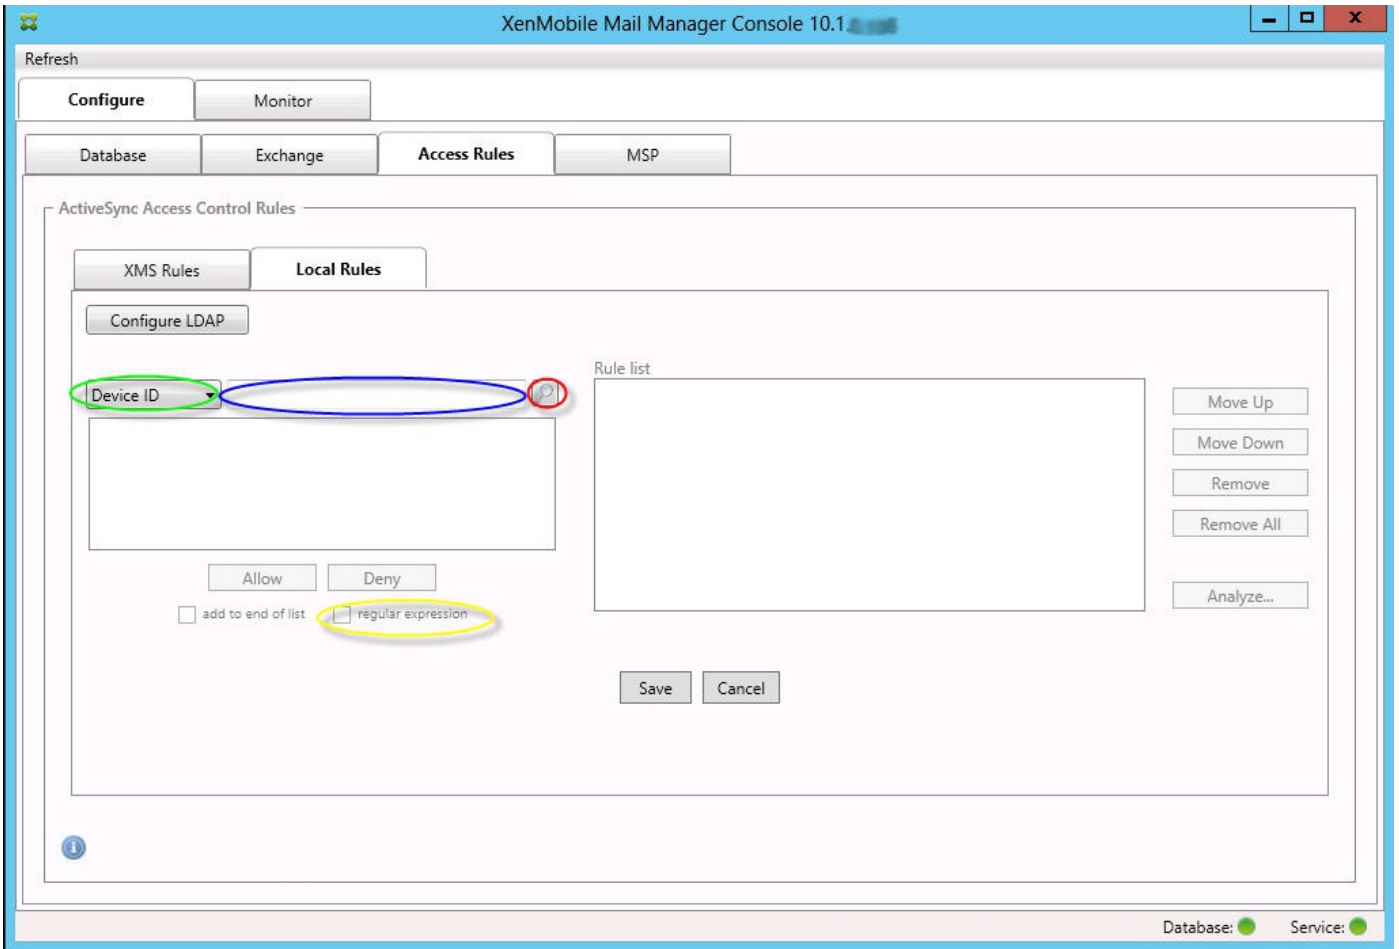 XenMobile Mail Manager Console 10.1.
Refresh
Configure Monitor
Database Exchange Access Rules MSP
ActiveSync Access Control Rules
XMS Rules Local Rules
Configure LDAP
Rule list
Device ID
Move Up
Move Down
Remove
Remove All
Allow Deny
add to end of list regular expression
Analyze...
Save Cancel
Database: Service: